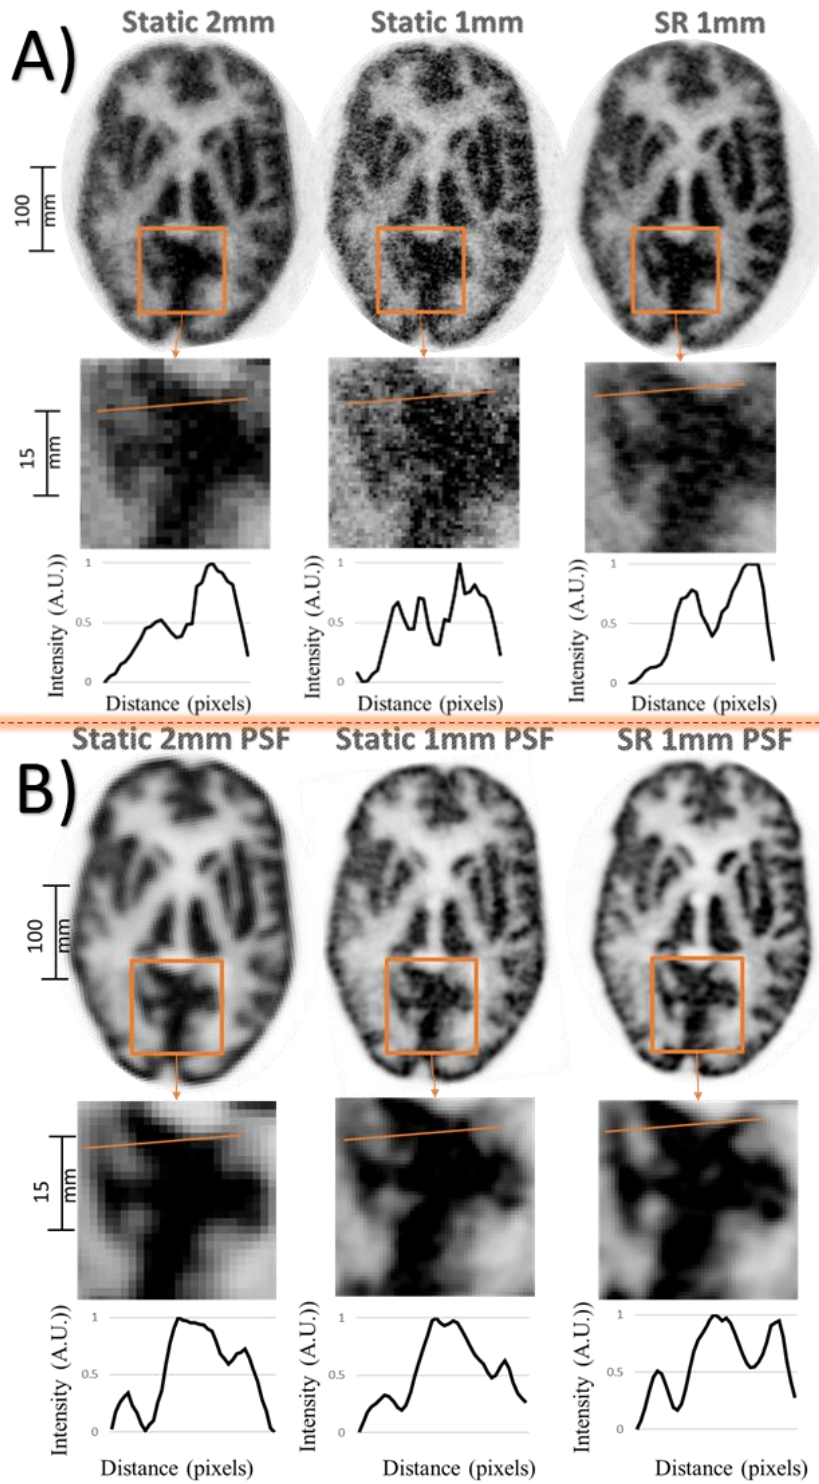 Static 2mm
Static 1mm
SR 1mm
A)
100
mm
15
mm
Intensity (A.U.))
1
0.5
0
Distance (pixels)
Intensity (A.U.))
1
0.5
0
Distance (pixels)
Intensity (A.U.))
1
0.5
0
Distance (pixels)
Static 2mm PSF
Static 1mm PSF
SR 1mm PSF
B)
100
mm
15
mm
Intensity (A.U.))
1
0.5
0
Distance (pixels)
Intensity (A.U.))
1
0.5
0
Distance (pixels)
Intensity (A.U.))
1
0.5
0
Distance (pixels)